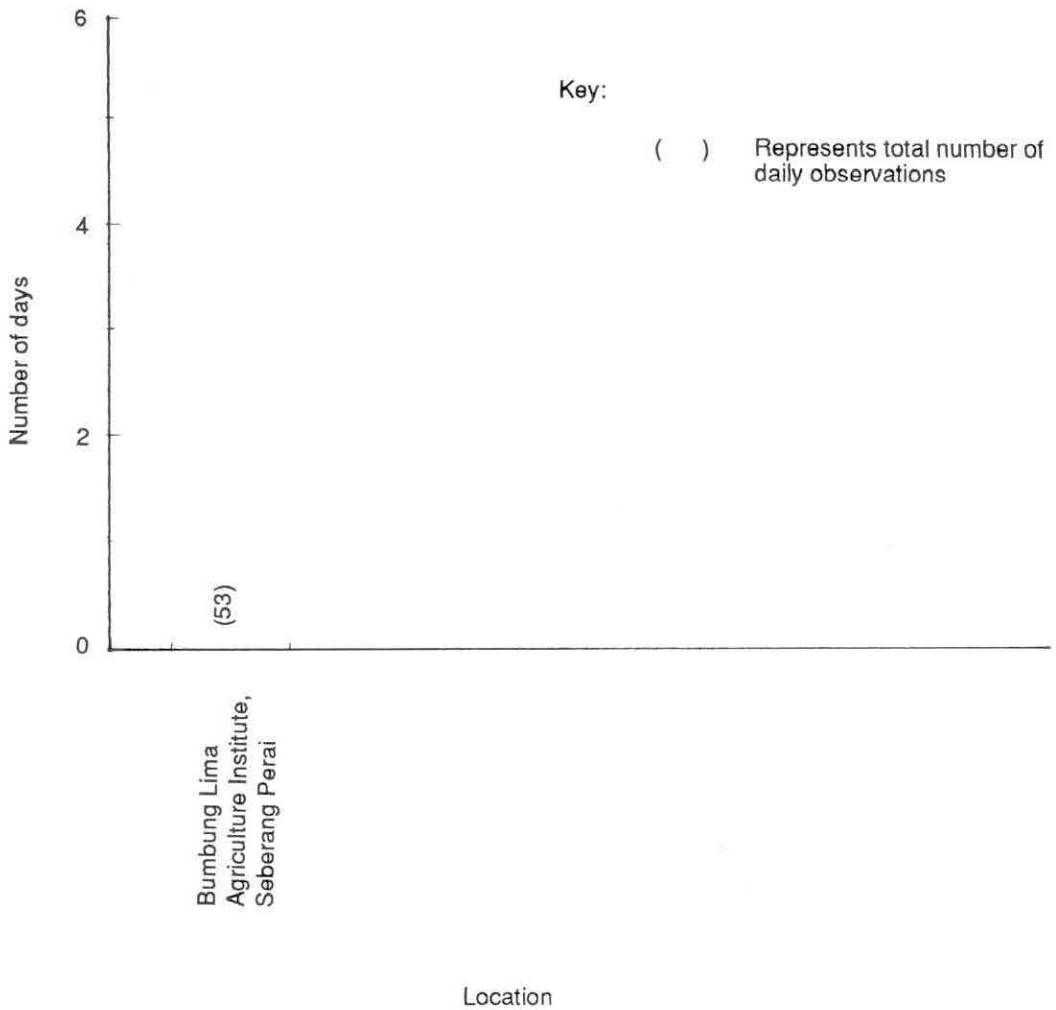 6
Key:
( ) Represents total number of
daily observations
4
Number of days
2
(53)
0
Bumbung Lima
Agriculture Institute,
Seberang Perai
Location